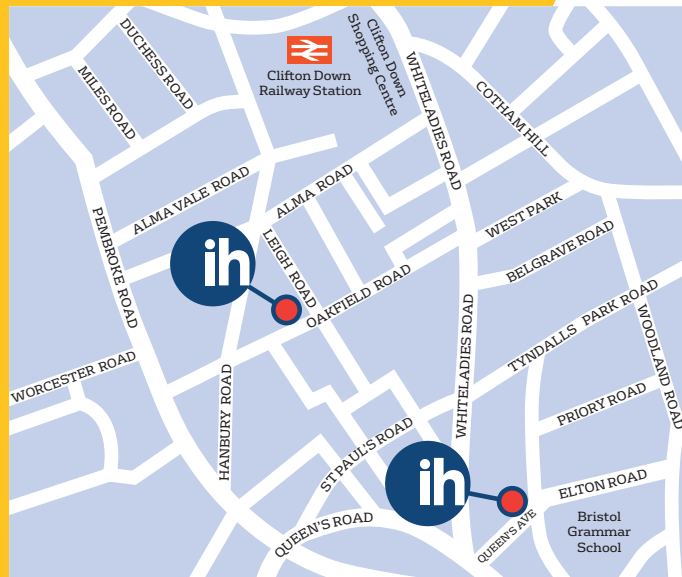 DUCHESS ROAD
MILES ROAD
Clifton Down
Railway Station
Clifton Down
Shopping Centre
WHITELADIES ROAD
COTHAM HILL
ALMA VALE ROAD
ALMA ROAD
PEMBROKE ROAD
WEST PARK
BELGRAVE ROAD
ih
LEIGH ROAD
OAKFIELD ROAD
TYNDALLS PARK ROAD
WOODLAND ROAD
WORCESTER ROAD
HANBURY ROAD
WHITELADIES ROAD
PRIORY ROAD
ST PAUL'S ROAD
ih
ELTON ROAD
QUEEN'S ROAD
QUEEN'S AVE
Bristol
Grammar
School